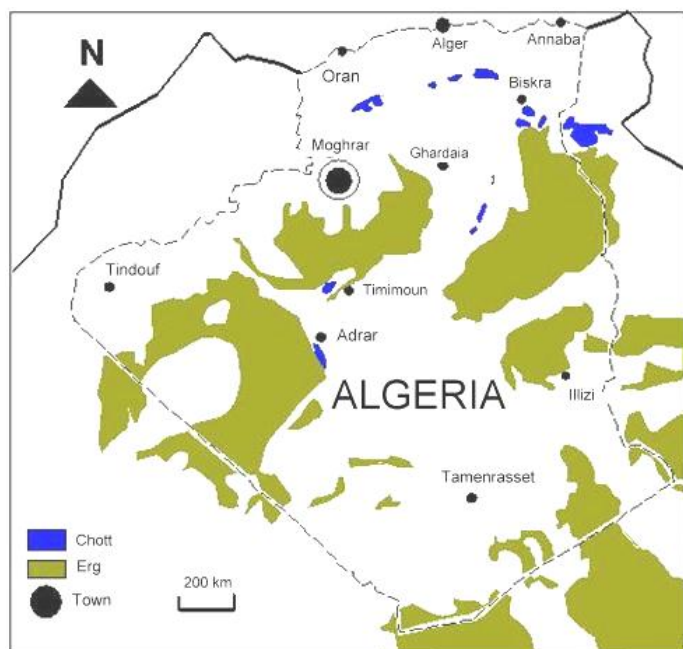 N
Oran
Alger
Annaba
Biskra
Moghrar
Ghardaia
Tindouf
Timimoun
Adrar
ALGERIA
Illizi
Tamenrasset
Chott
Erg
Town
200 km